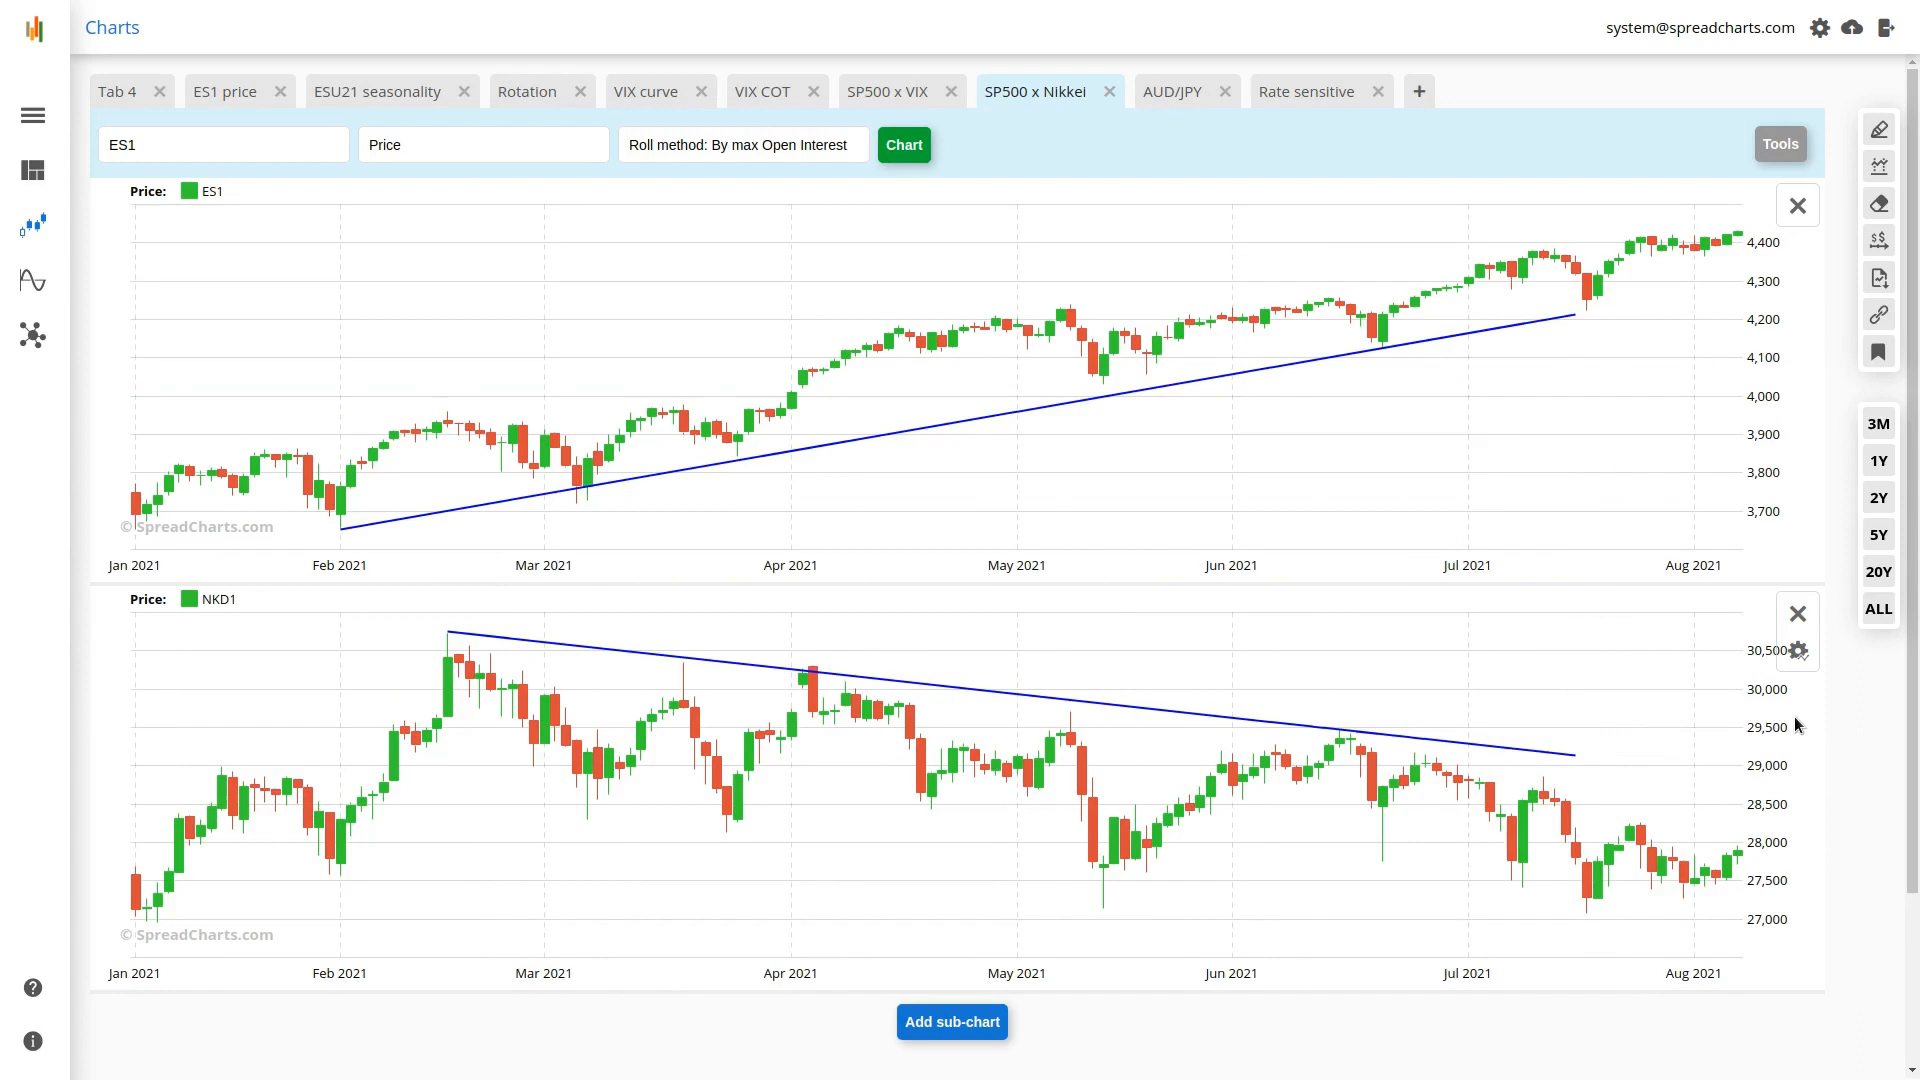 Charts
system@spreadcharts.com
Tab 4 ES1 price ESU21 seasonality Rotation VIX curve VIX COT SP500 x VIX SP500 x Nikkei AUD/JPY Rate sensitive +
ES1 Price Roll method: By max Open Interest Chart Tools
Price: ES1
4,400
4,300
4,200
4,100
4,000
3,900
3,800
3,700
© SpreadCharts.com
Jan 2021 Feb 2021 Mar 2021 Apr 2021 May 2021 Jun 2021 Jul 2021 Aug 2021
Price: NKD1
30,500
30,000
29,500
29,000
28,500
28,000
27,500
27,000
© SpreadCharts.com
Jan 2021 Feb 2021 Mar 2021 Apr 2021 May 2021 Jun 2021 Jul 2021 Aug 2021
Add sub-chart
$$
3M
1Y
2Y
5Y
20Y
ALL